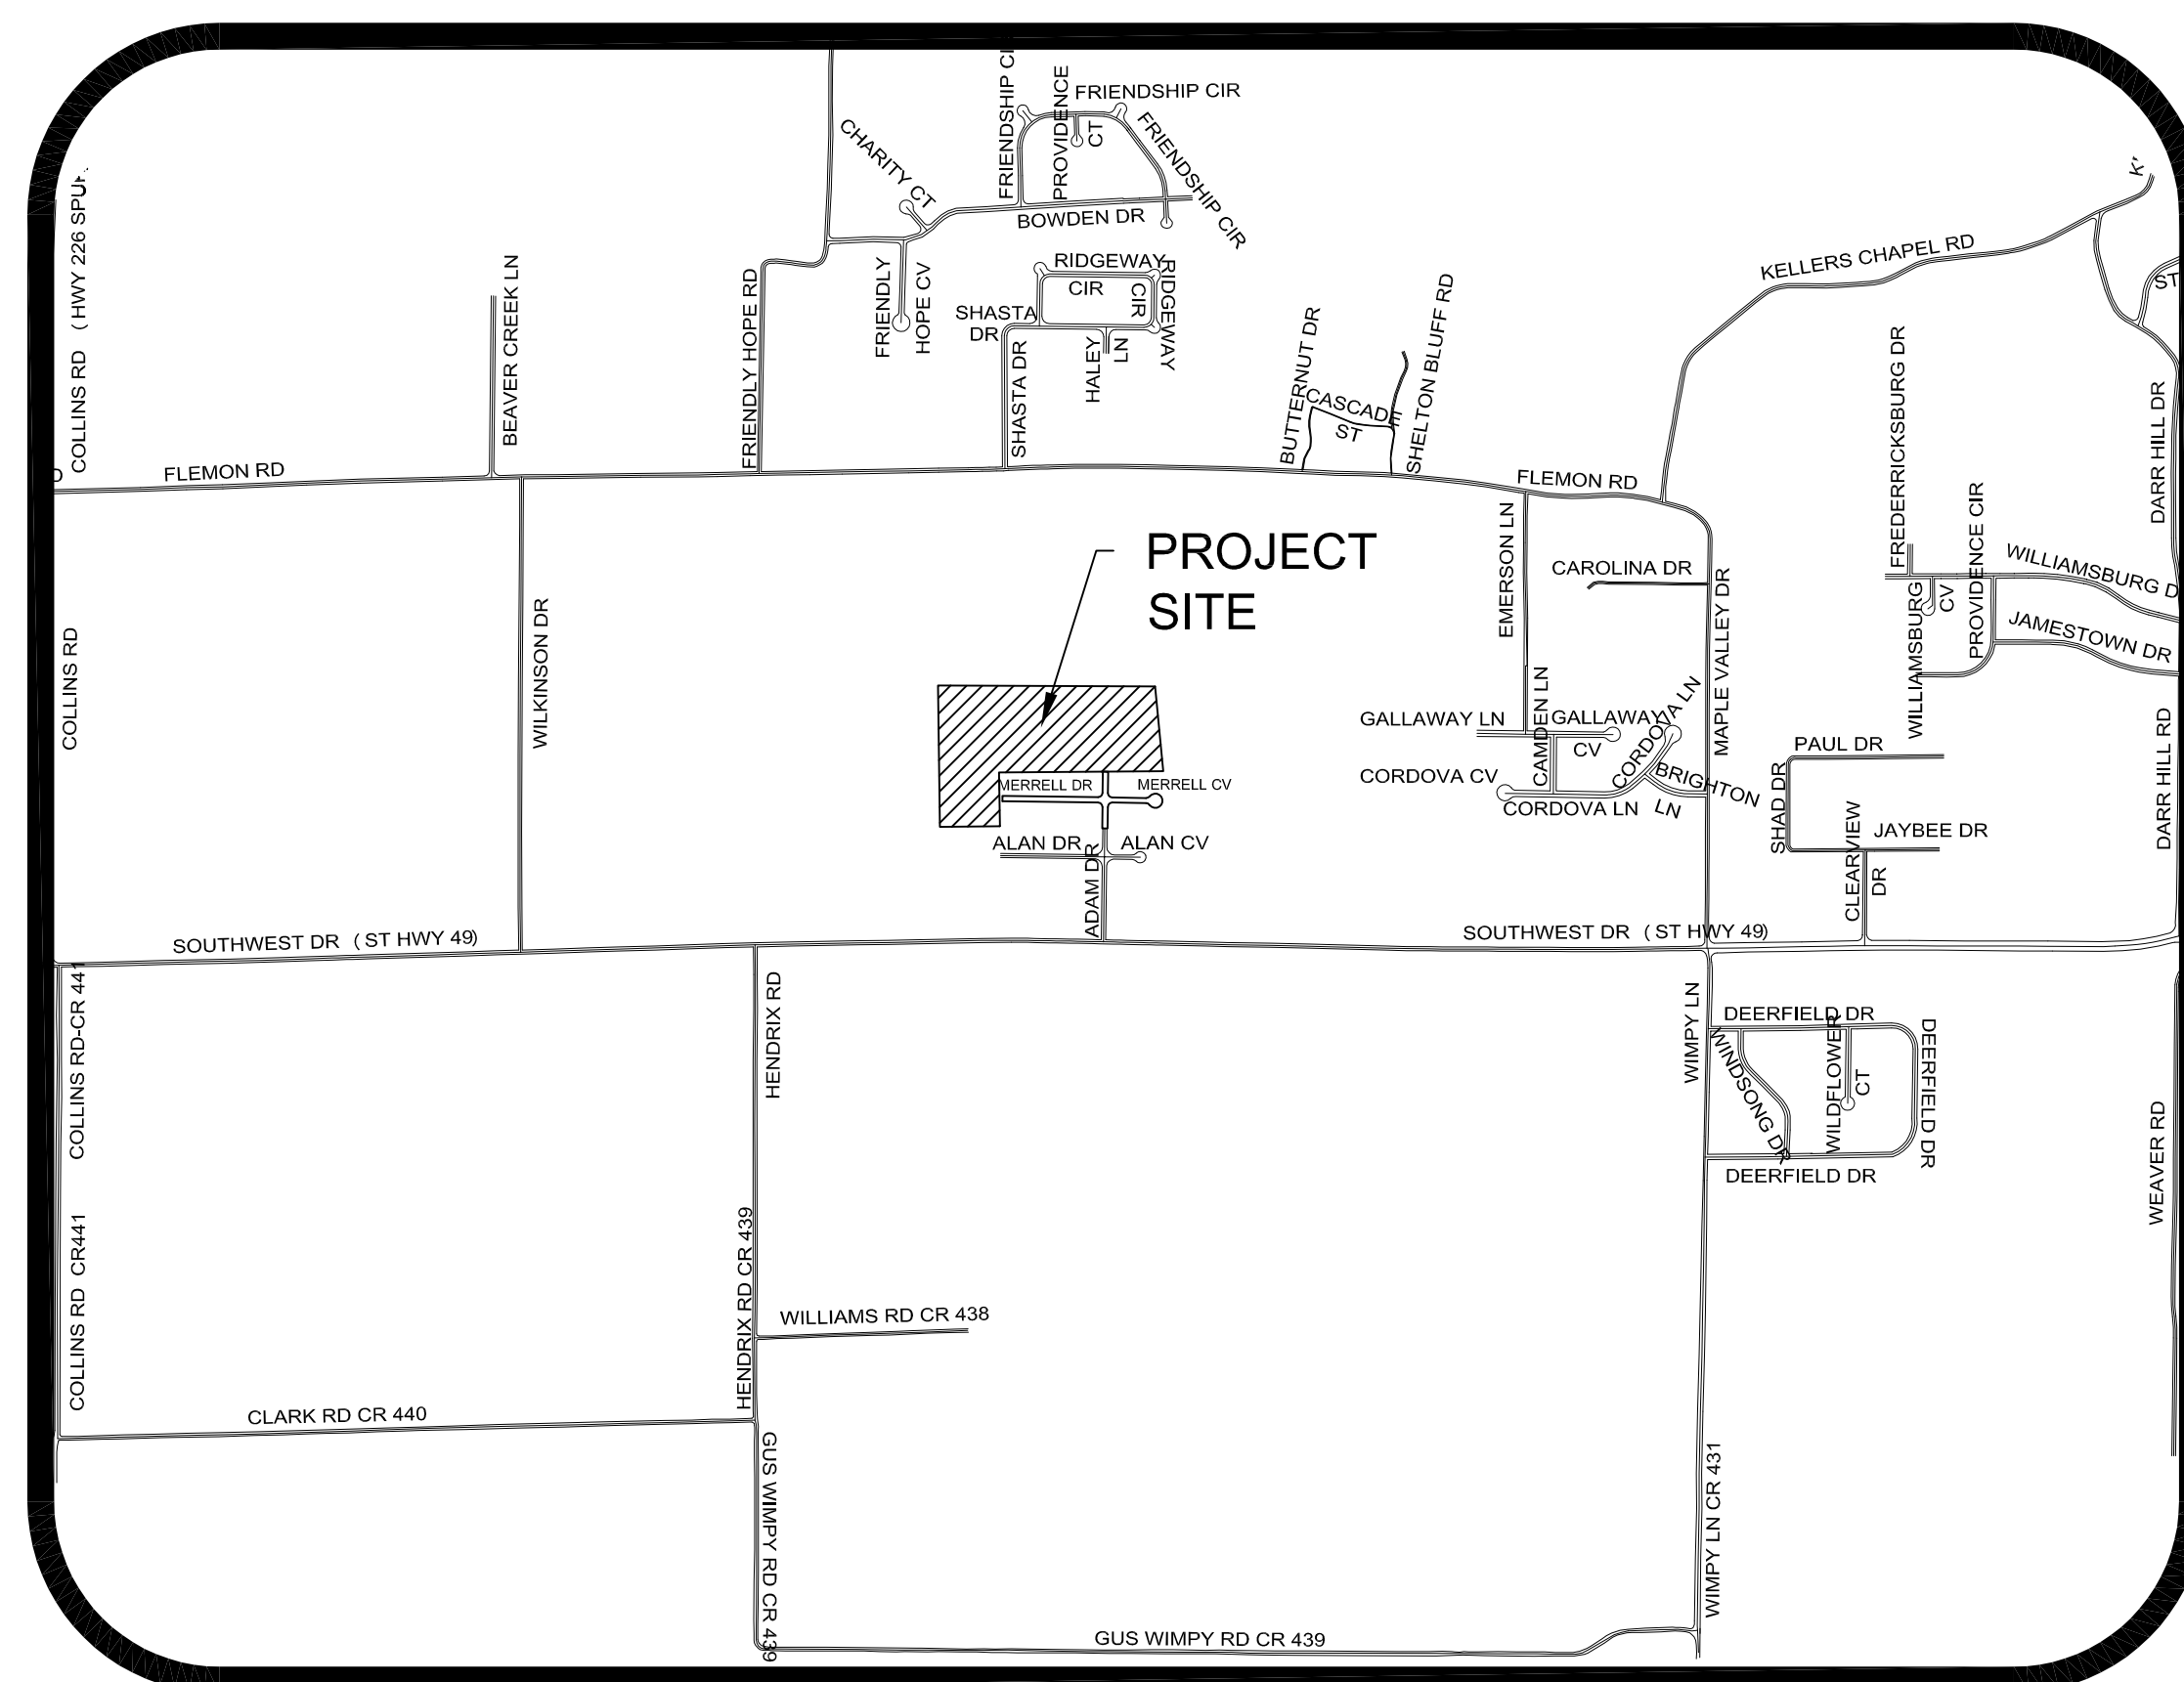 FRIENDSHIP CIR
PROVIDENCE
CT
FRIENDSHIP CIR
FRIENDSHIP CIR
CHARITY CT
BOWDEN DR
COLLINS RD ( HWY 226 SPUR
BEAVER CREEK LN
FRIENDLY HOPE RD
FRIENDLY
HOPE CV
RIDGEWAY
CIR
CIR
RIDGEWAY
SHASTA
DR
SHASTA DR
HALEY
LN
BUTTERNUT DR
CASCADE
ST
SHELTON BLUFF RD
KELLERS CHAPEL RD
ST
FREDERRICKSBURG DR
DARR HILL DR
FLEMON RD
FLEMON RD
PROJECT
SITE
EMERSON LN
CAROLINA DR
MAPLE VALLEY DR
WILLIAMSBURG
CV
PROVIDENCE CIR
WILLIAMSBURG D
JAMESTOWN DR
COLLINS RD
WILKINSON DR
GALLAWAY LN
CAMDEN LN
GALLAWAY
CV
CORDOVA LN
CORDOVA CV
CORDOVA LN
BRIGHTON
LN
PAUL DR
SHAD DR
JAYBEE DR
CLEARVIEW
DR
DARR HILL RD
MERRELL DR
MERRELL CV
ALAN DR
ALAN CV
ADAM DR
SOUTHWEST DR ( ST HWY 49)
SOUTHWEST DR ( ST HWY 49)
COLLINS RD-CR 441
HENDRIX RD
WIMPY LN
DEERFIELD DR
WINDSONG DR
WILDFLOWER
CT
DEERFIELD DR
DEERFIELD DR
WEAVER RD
COLLINS RD CR441
HENDRIX RD CR 439
WILLIAMS RD CR 438
CLARK RD CR 440
GUS WIMPY RD CR 439
WIMPY LN CR 431
GUS WIMPY RD CR 439